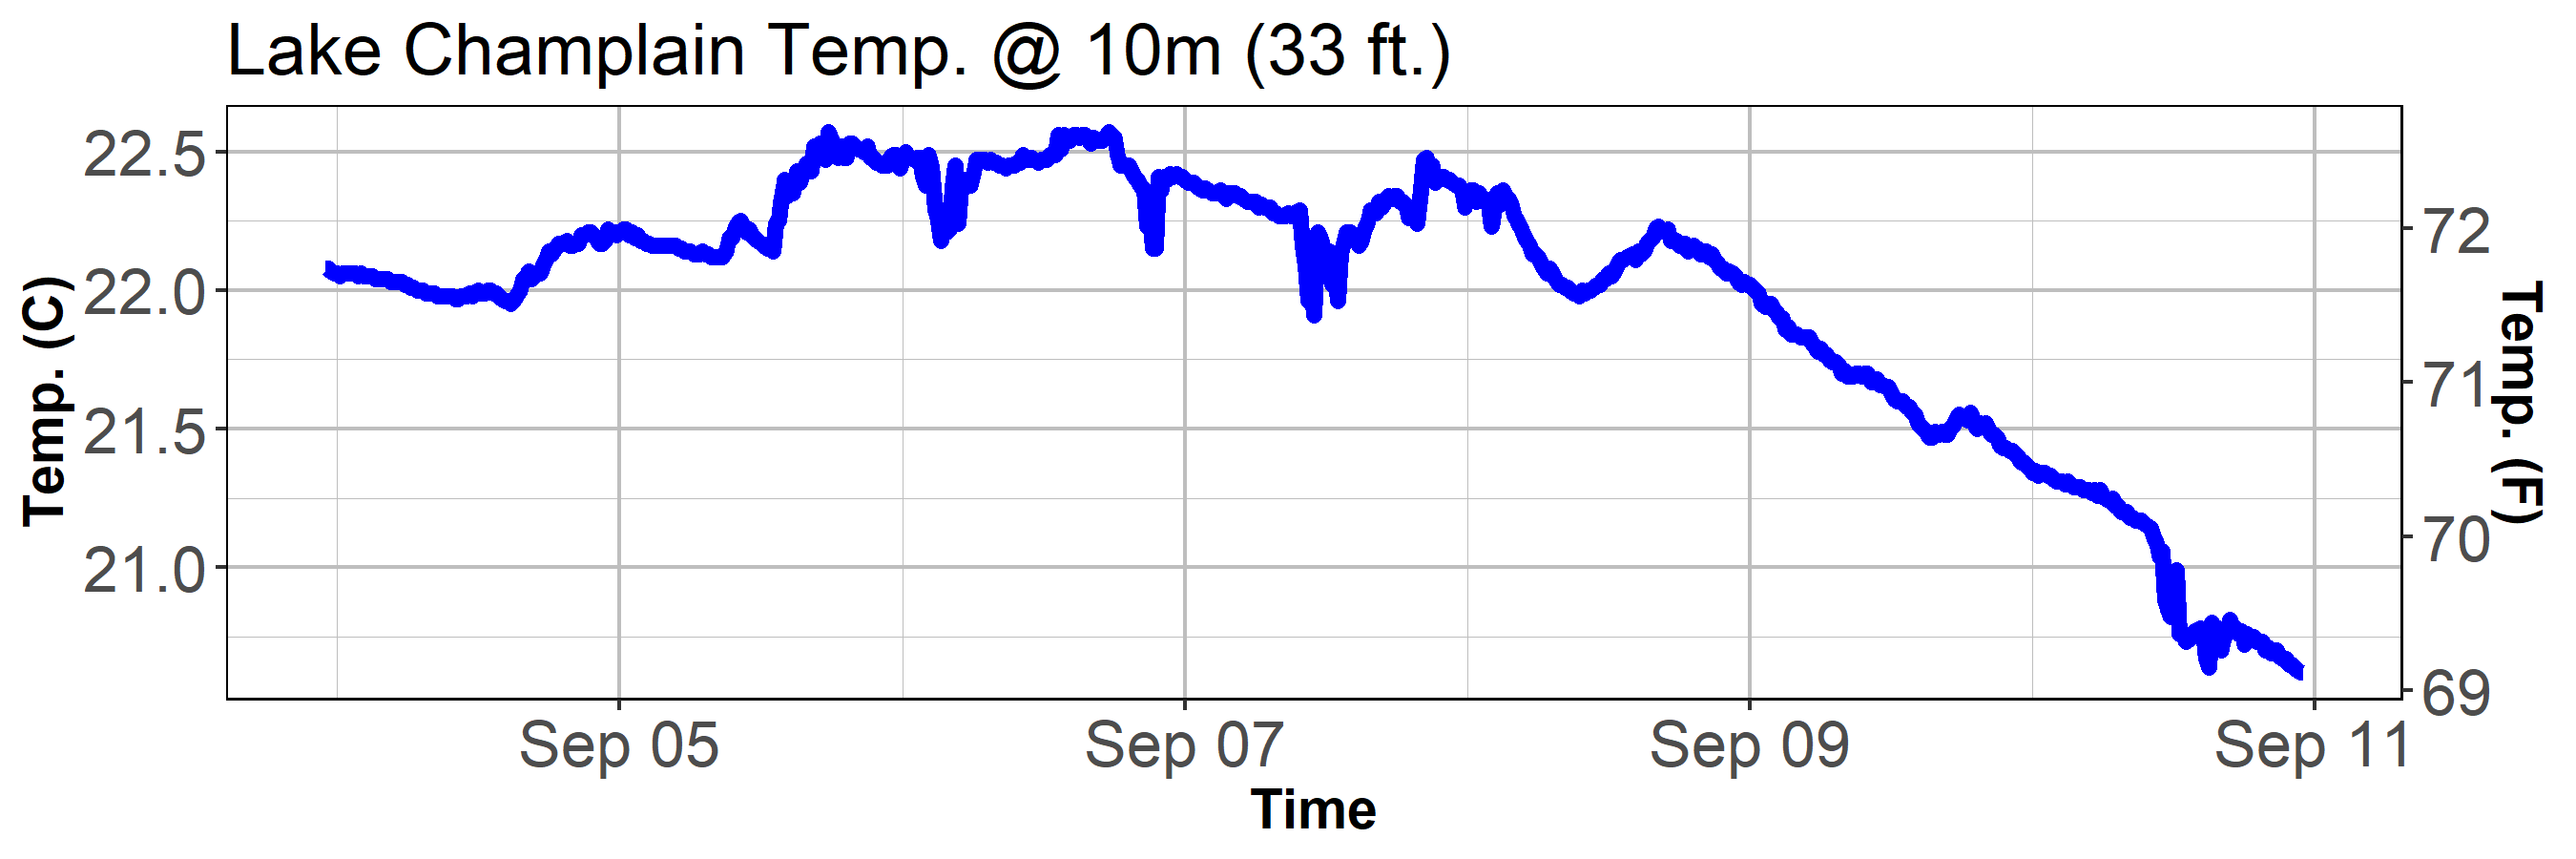 Lake Champlain Temp. @ 10m (33 ft.)
Temp. (C)
22.5
22.0
21.5
21.0
72
71
70
69
Temp. (F)
Sep 05
Sep 07
Sep 09
Sep 11
Time